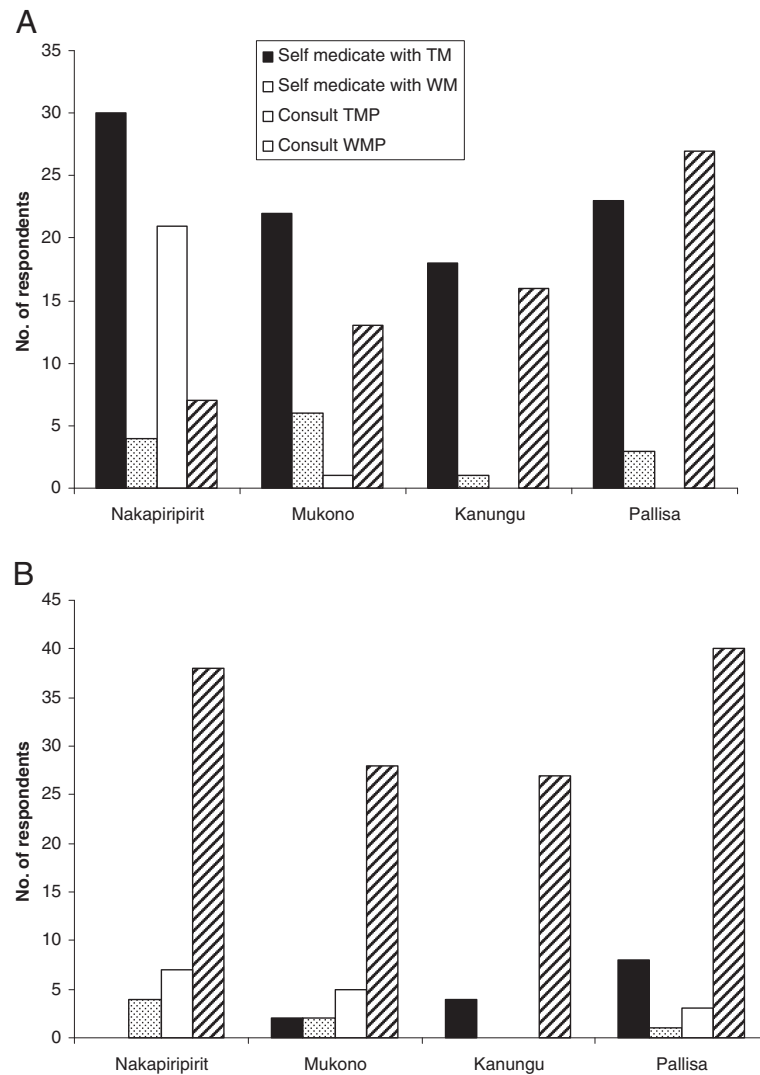 A
Self medicate with TM
Self medicate with WM
Consult TMP
Consult WMP
No. of respondents
35
30
25
20
15
10
5
0
Nakapiripirit Mukono Kanungu Pallisa
B
No. of respondents
45
40
35
30
25
20
15
10
5
0
Nakapiripirit Mukono Kanungu Pallisa